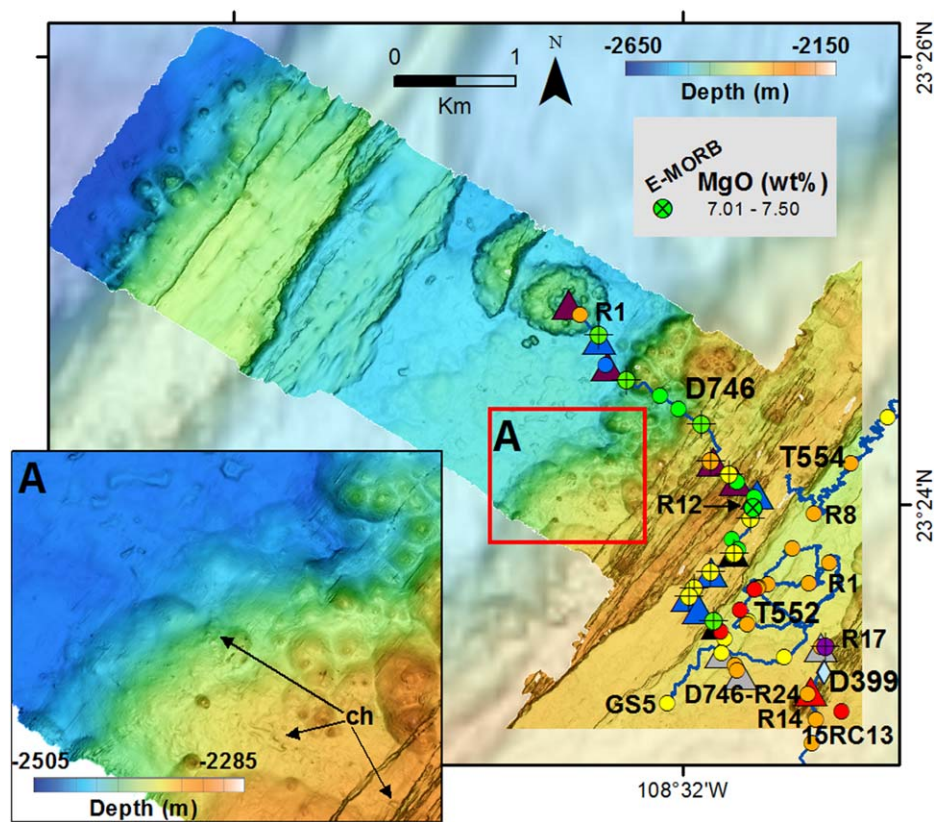 0 1
Km
N
-2650 -2150
Depth (m)
23°26'N
E-MORB
MgO (wt%)
7.01 - 7.50
R1
D746
A
T554
R12
R8
23°24'N
A
R1
T552
R17
D746-R24
D399
GS5
R14
15RC13
ch
-2505 -2285
Depth (m)
108°32'W